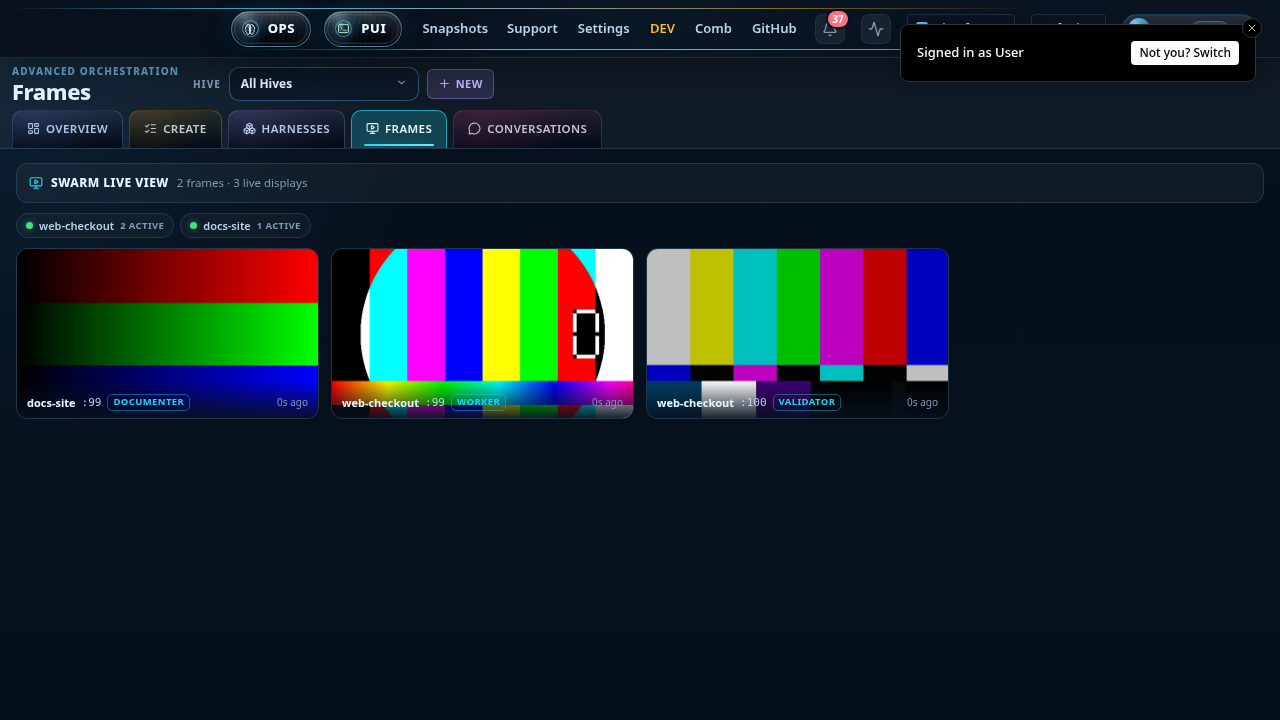 OPS
PUI
Snapshots
Support
Settings
DEV
Comb
GitHub
37
Signed in as User
Not you? Switch
ADVANCED ORCHESTRATION
Frames
HIVE
All Hives
NEW
OVERVIEW
CREATE
HARNESSES
FRAMES
CONVERSATIONS
SWARM LIVE VIEW 2 frames · 3 live displays
web-checkout 2 ACTIVE
docs-site 1 ACTIVE
docs-site :99 DOCUMENTER 0s ago
web-checkout :99 WORKER 0s ago
web-checkout :100 VALIDATOR 0s ago